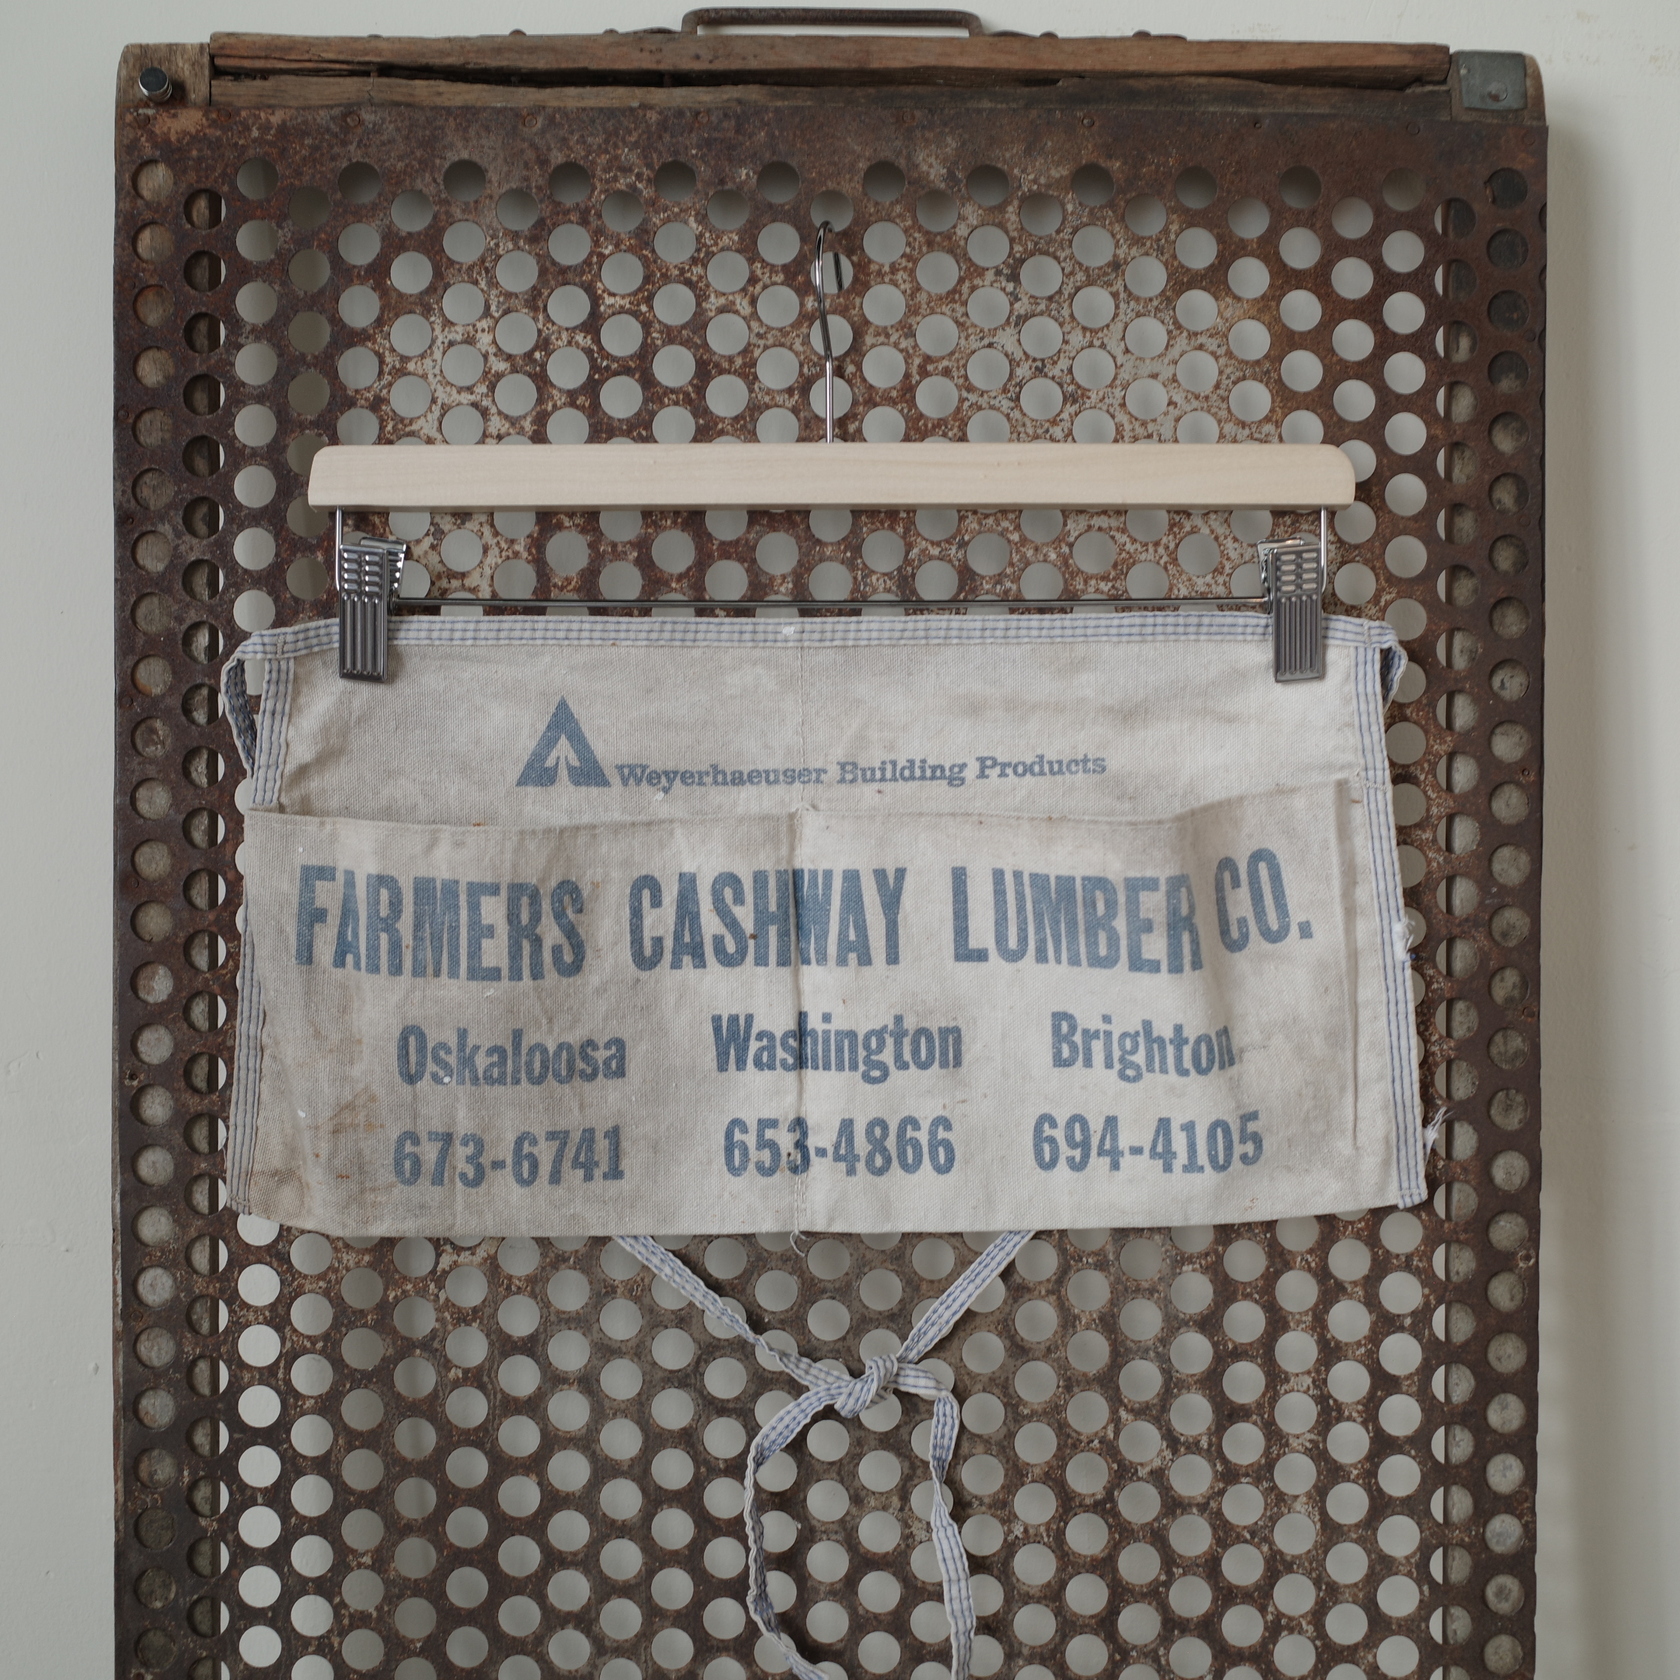 Weyerhaeuser Building Products
FARMERS CASHWAY LUMBER CO.
Oskaloosa Washington Brighton
673-6741 653-4866 694-4105